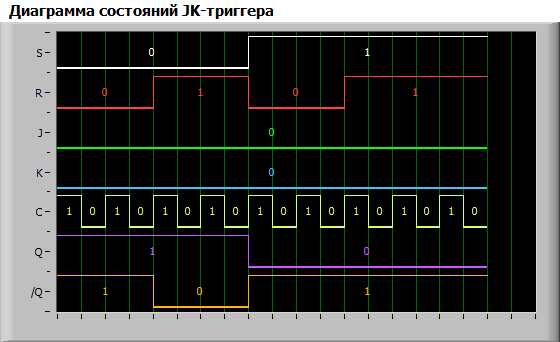 Диаграмма состояний JK-триггера
S 0 1
R 0 1 0 1
J 0
K 0
C 1 0 1 0 1 0 1 0 1 0 1 0 1 0 1 0 1 0
Q 1 0
/Q 1 0 1